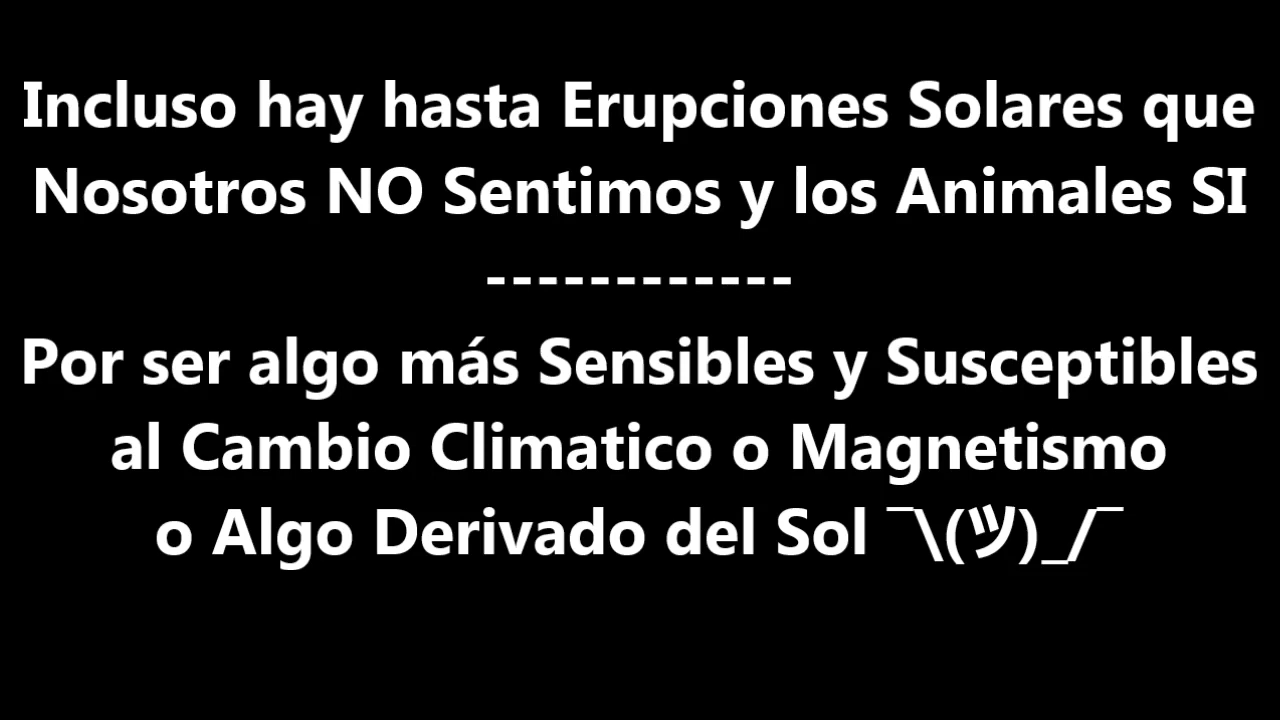 Incluso hay hasta Erupciones Solares que
Nosotros NO Sentimos y los Animales SI
------------
Por ser algo más Sensibles y Susceptibles
al Cambio Climatico o Magnetismo
o Algo Derivado del Sol ¯\(ツ)_/¯